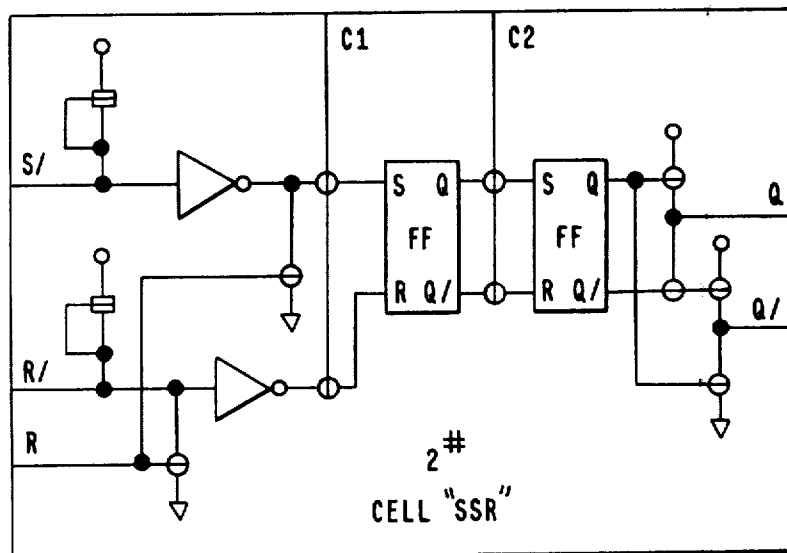 C1 C2
S/
S Q S Q Q
FF FF
R Q/ R Q/
Q/
R/
R
2#
CELL "SSR"